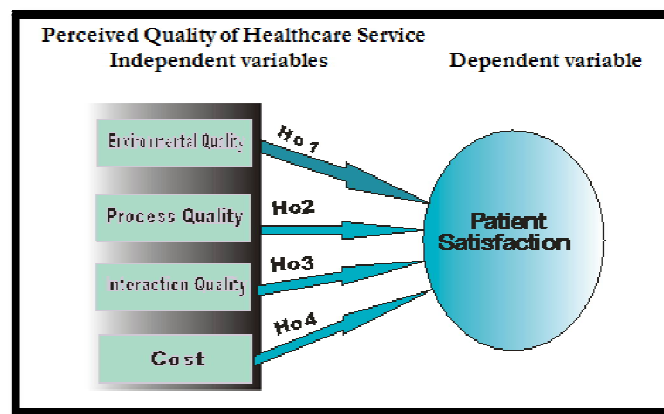 Perceived Quality of Healthcare Service
Independent variables
Dependent variable
Environmental Quality
Ho 1
Process Quality
Ho2
Interaction Quality
Ho3
Cost
Ho4
Patient
Satisfaction